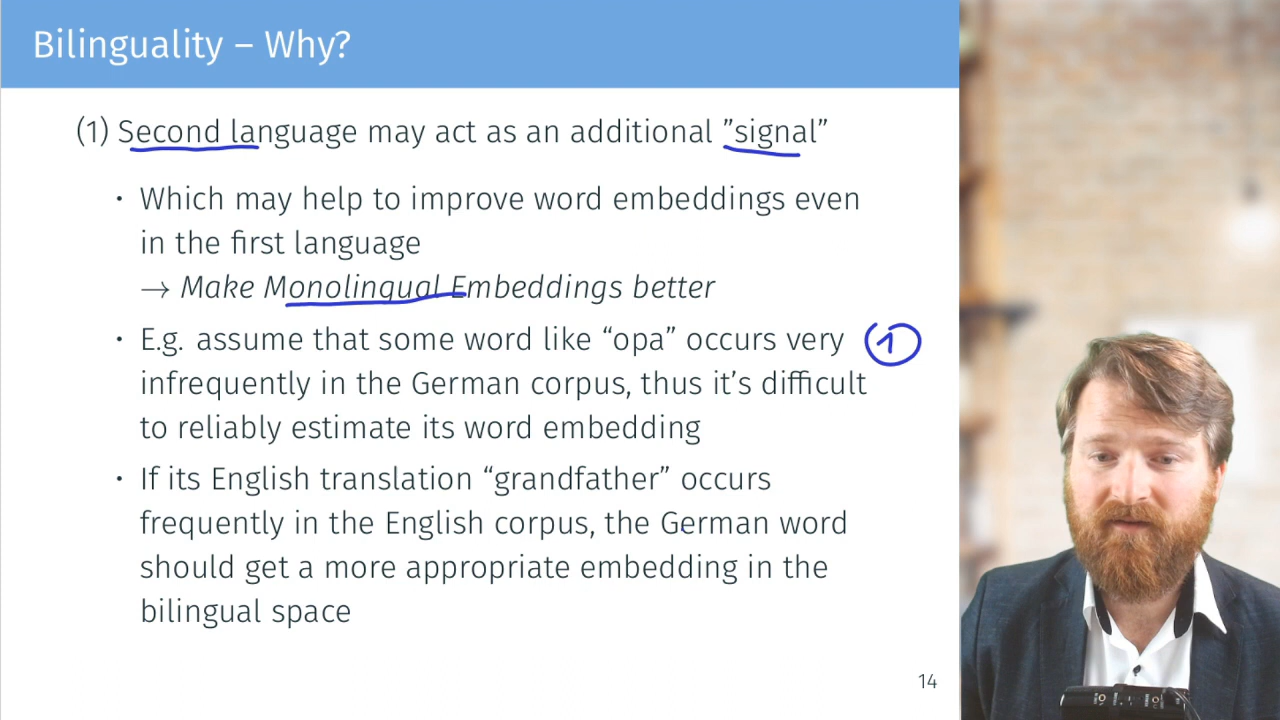 Bilinguality – Why?
(1) Second language may act as an additional ”signal”
• Which may help to improve word embeddings even
in the first language
→ Make Monolingual Embeddings better
• E.g. assume that some word like “opa” occurs very
1
infrequently in the German corpus, thus it’s difficult
to reliably estimate its word embedding
• If its English translation “grandfather” occurs
frequently in the English corpus, the German word
should get a more appropriate embedding in the
bilingual space
14